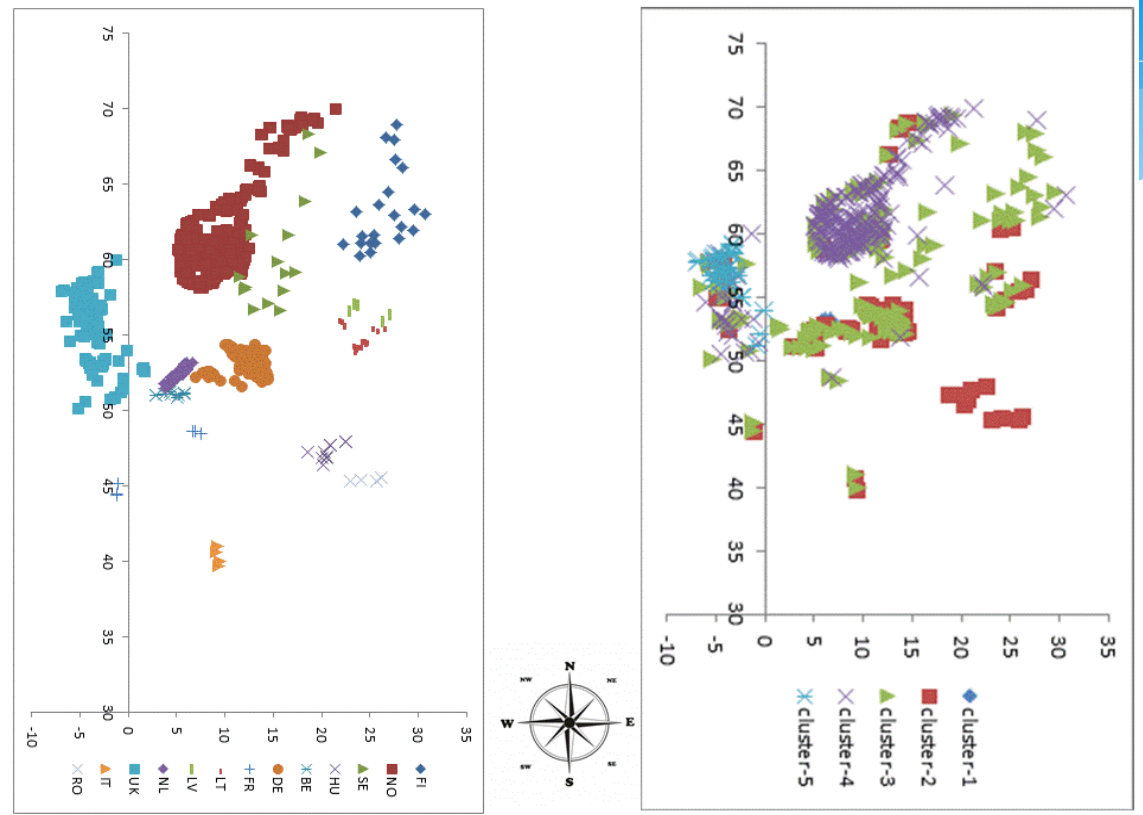 75
70
65
60
55
50
45
40
35
30
-10
-5
0
5
10
15
20
25
30
35
RO
IT
UK
NL
LV
LT
FR
DE
BE
HU
SE
NO
FI
N
NW
NE
W
E
SW
SE
S
75
70
65
60
55
50
45
40
35
30
-10
-5
0
5
10
15
20
25
30
35
cluster-5
cluster-4
cluster-3
cluster-2
cluster-1